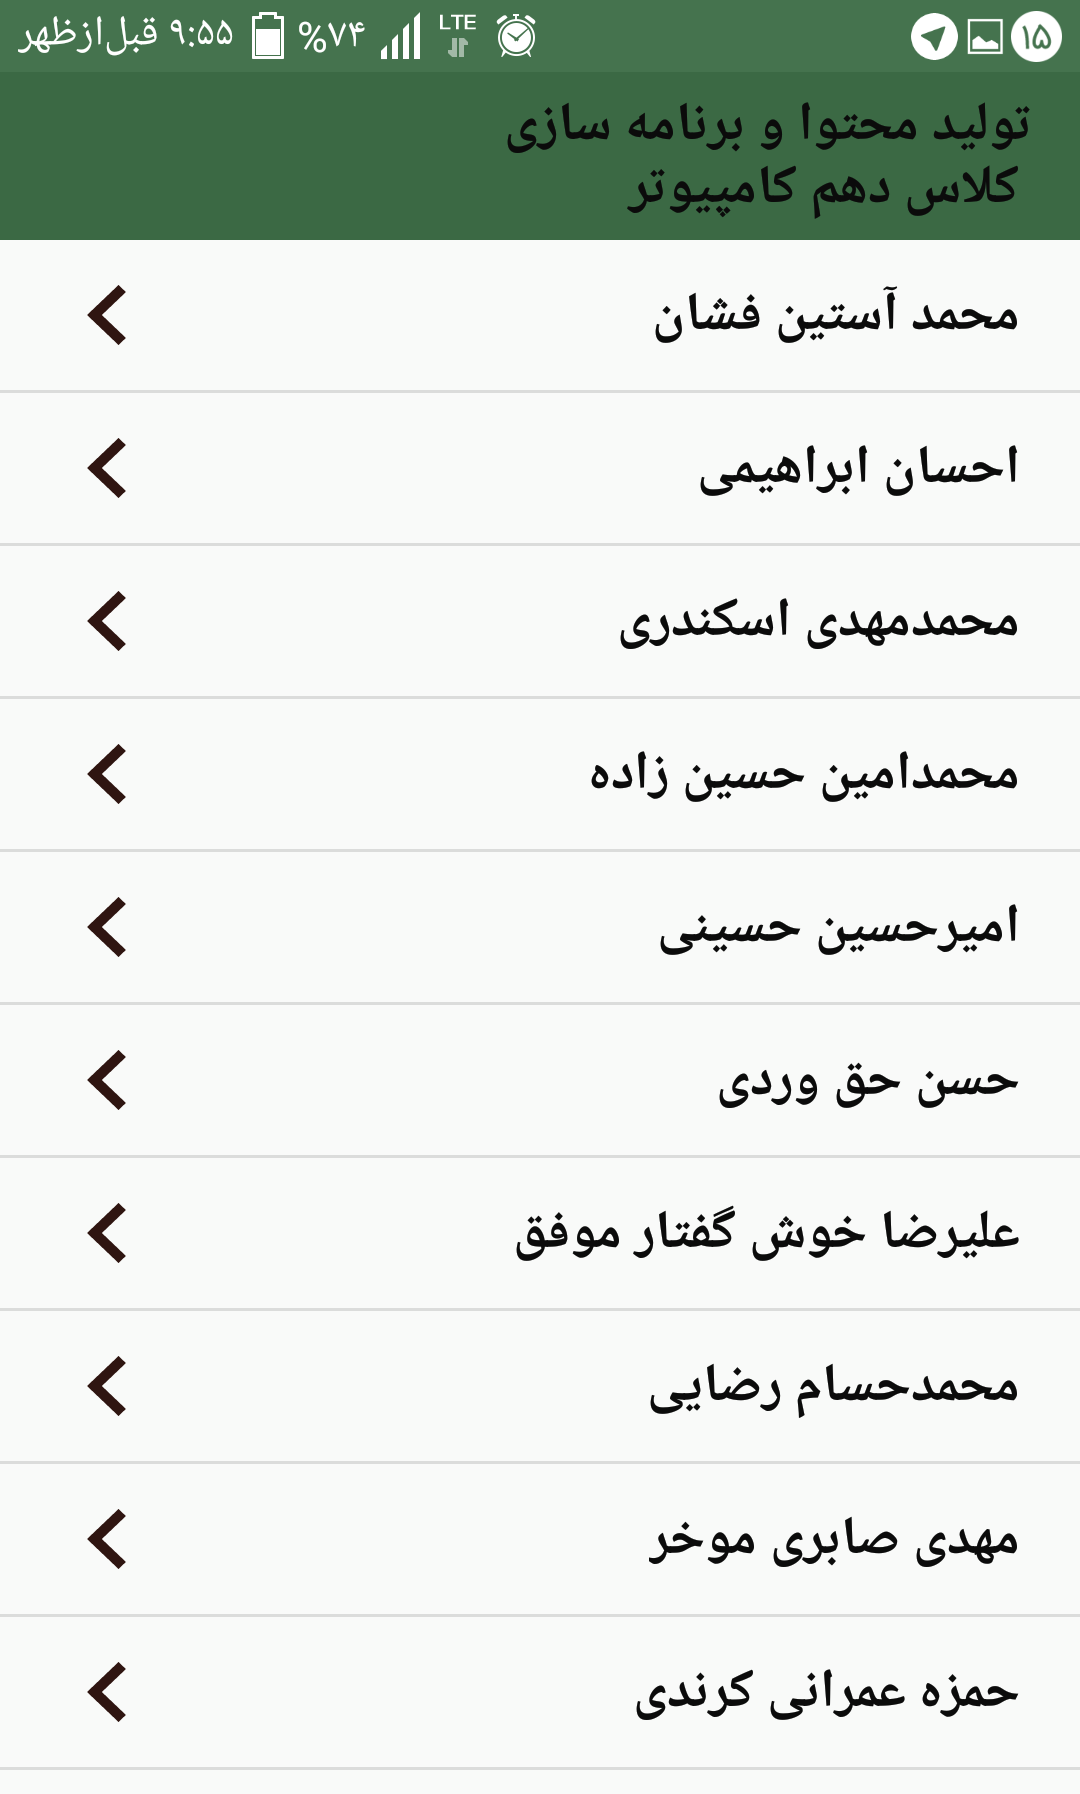 ۹:۵۵ قبل‌ازظهر %۷۴ LTE ۱۵
تولید محتوا و برنامه سازی
کلاس دهم کامپیوتر
محمد آستین فشان
احسان ابراهیمی
محمدمهدی اسکندری
محمدامین حسین زاده
امیرحسین حسینی
حسن حق وردی
علیرضا خوش گفتار موفق
محمدحسام رضایی
مهدی صابری موخر
حمزه عمرانی کرندی